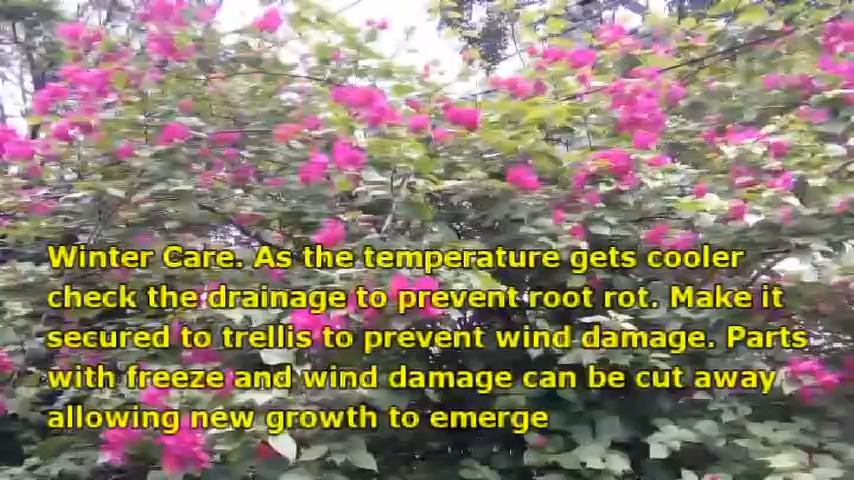 Winter Care. As the temperature gets cooler
check the drainage to prevent root rot. Make it
secured to trellis to prevent wind damage. Parts
with freeze and wind damage can be cut away
allowing new growth to emerge